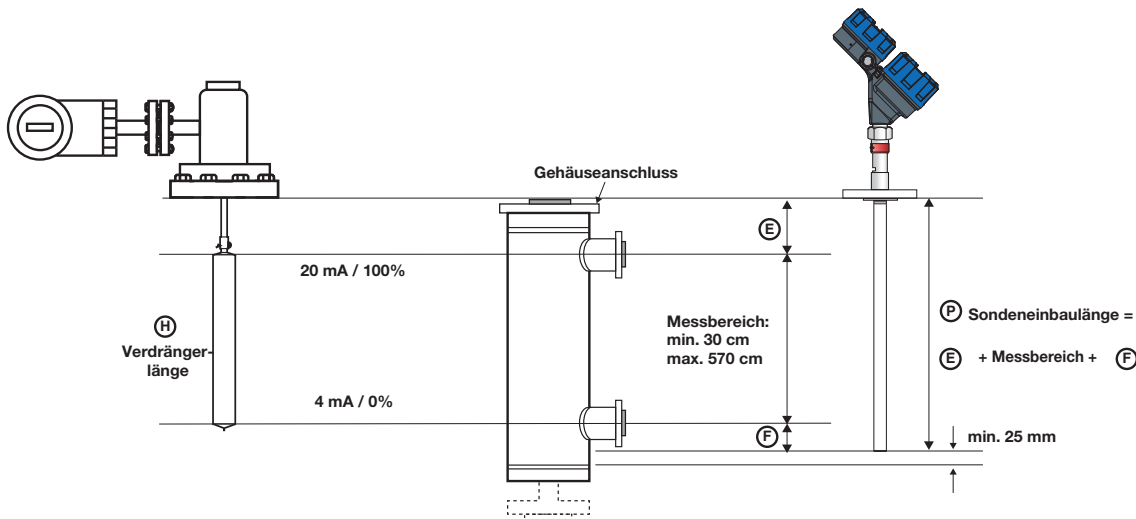 Gehäuseanschluss
E
20 mA / 100%
H
Verdränger-
länge
Messbereich:
min. 30 cm
max. 570 cm
P Sondeneinbaulänge =
E + Messbereich + F
4 mA / 0%
F
min. 25 mm